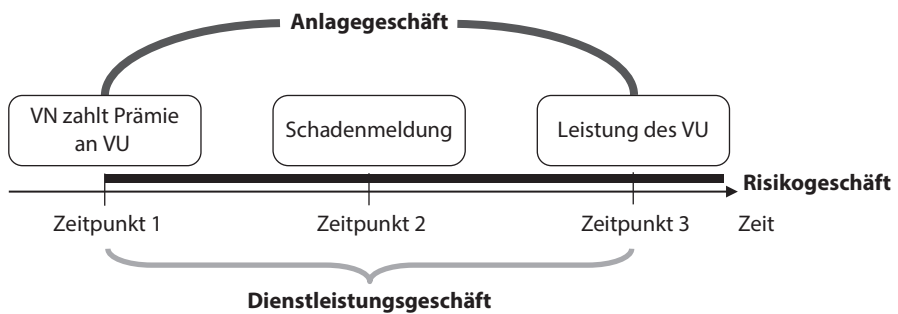 Anlagegeschäft
VN zahlt Prämie
an VU
Schadenmeldung
Leistung des VU
Risikogeschäft
Zeitpunkt 1
Zeitpunkt 2
Zeitpunkt 3
Zeit
Dienstleistungsgeschäft